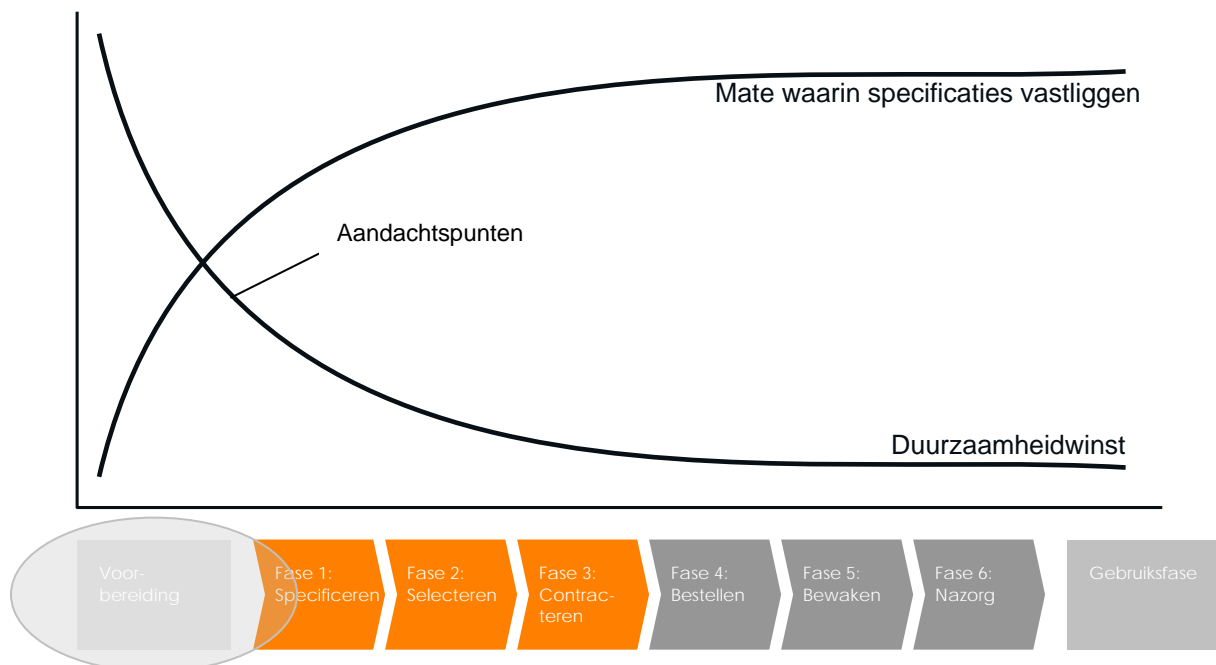 Mate waarin specificaties vastliggen
Aandachtspunten
Duurzaamheidwinst
Voor-
bereiding
Fase 1:
Specificeren
Fase 2:
Selecteren
Fase 3:
Contrac-
teren
Fase 4:
Bestellen
Fase 5:
Bewaken
Fase 6:
Nazorg
Gebruiksfase